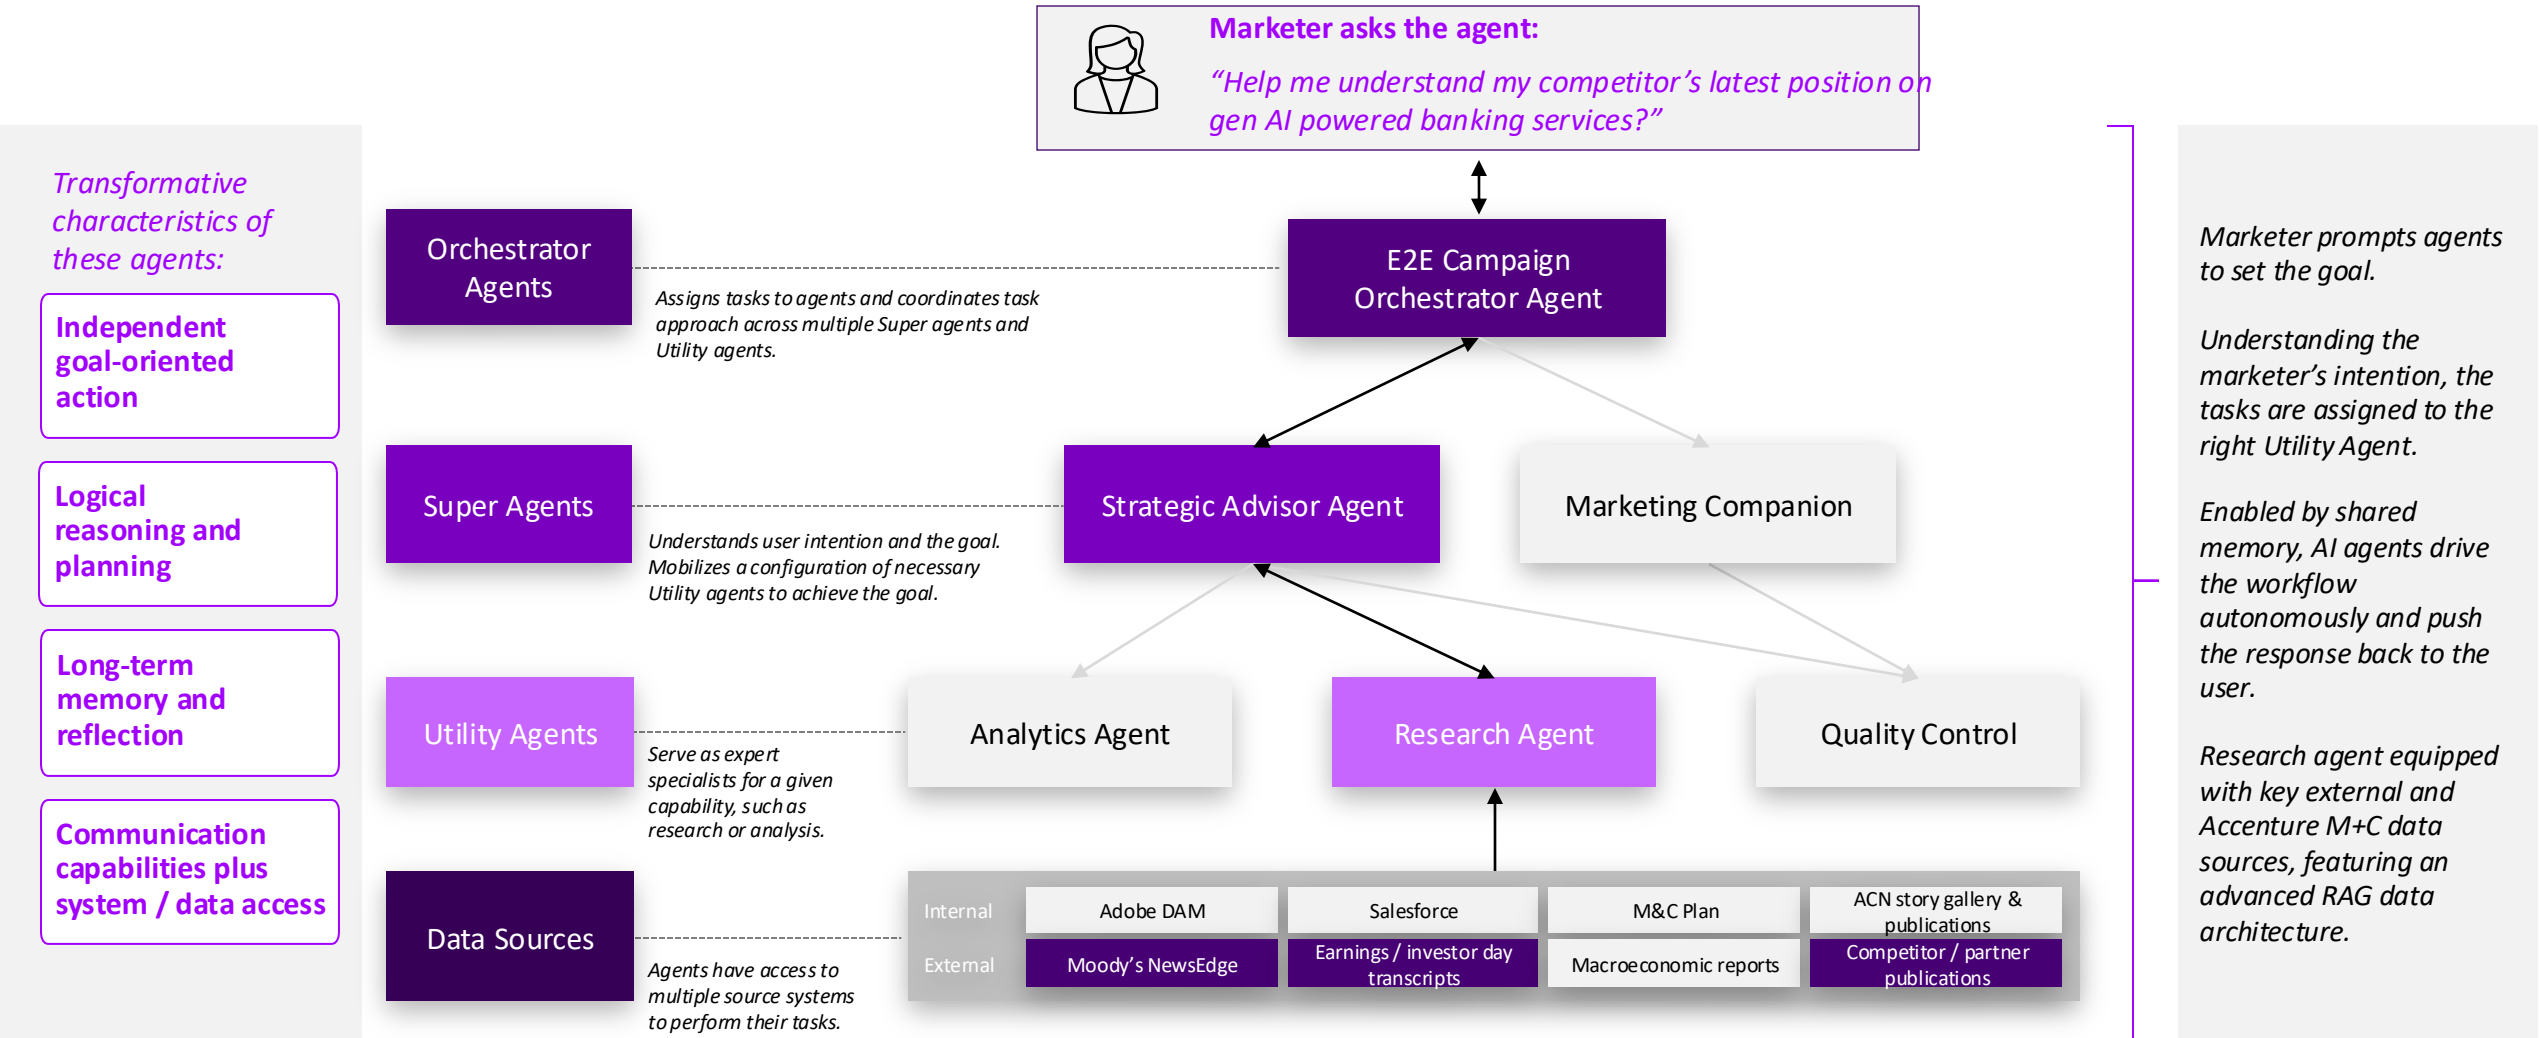 Marketer asks the agent:
“Help me understand my competitor’s latest position on
gen AI powered banking services?”
Transformative
characteristics of
these agents:
Independent
goal-oriented
action
Logical
reasoning and
planning
Long-term
memory and
reflection
Communication
capabilities plus
system / data access
Orchestrator
Agents
Assigns tasks to agents and coordinates task
approach across multiple Super agents and
Utility agents.
E2E Campaign
Orchestrator Agent
Super Agents
Understands user intention and the goal.
Mobilizes a configuration of necessary
Utility agents to achieve the goal.
Strategic Advisor Agent
Marketing Companion
Utility Agents
Serve as expert
specialists for a given
capability, such as
research or analysis.
Analytics Agent
Research Agent
Quality Control
Data Sources
Agents have access to
multiple source systems
to perform their tasks.
Internal
Adobe DAM
Salesforce
M&C Plan
ACN story gallery &
publications
External
Moody’s NewsEdge
Earnings / investor day
transcripts
Macroeconomic reports
Competitor / partner
publications
Marketer prompts agents
to set the goal.
Understanding the
marketer’s intention, the
tasks are assigned to the
right Utility Agent.
Enabled by shared
memory, AI agents drive
the workflow
autonomously and push
the response back to the
user.
Research agent equipped
with key external and
Accenture M+C data
sources, featuring an
advanced RAG data
architecture.